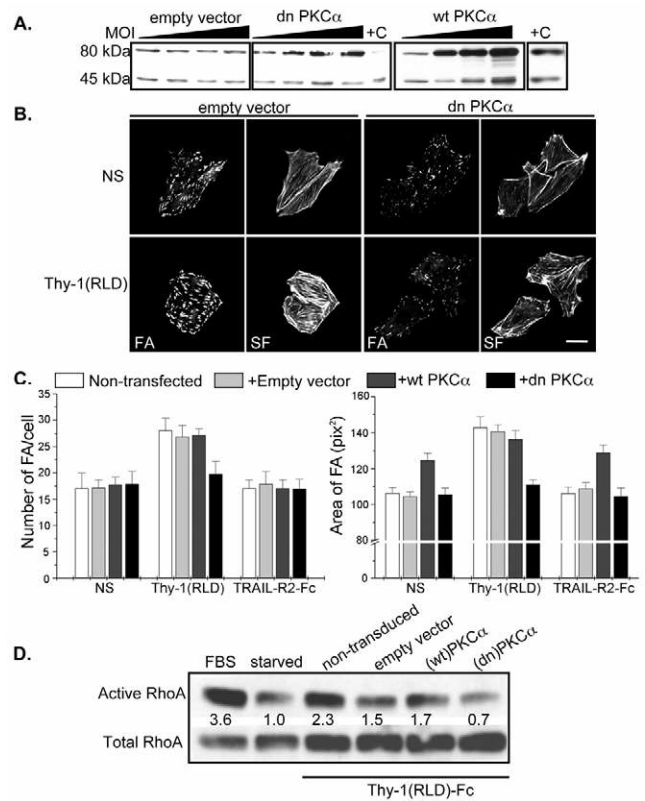 A.
empty vector
dn PKCα
wt PKCα
MOI
+C
+C
80 kDa
45 kDa
B.
empty vector
dn PKCα
NS
Thy-1(RLD)
FA
SF
FA
SF
C.
Non-transfected
+Empty vector
+wt PKCα
+dn PKCα
Number of FA/cell
35
30
25
20
15
10
5
0
NS
Thy-1(RLD)
TRAIL-R2-Fc
Area of FA (pix²)
160
140
120
100
80
60
0
NS
Thy-1(RLD)
TRAIL-R2-Fc
D.
FBS
starved
non-transduced
empty vector
(wt)PKCα
(dn)PKCα
Active RhoA
3.6 1.0 2.3 1.5 1.7 0.7
Total RhoA
Thy-1(RLD)-Fc